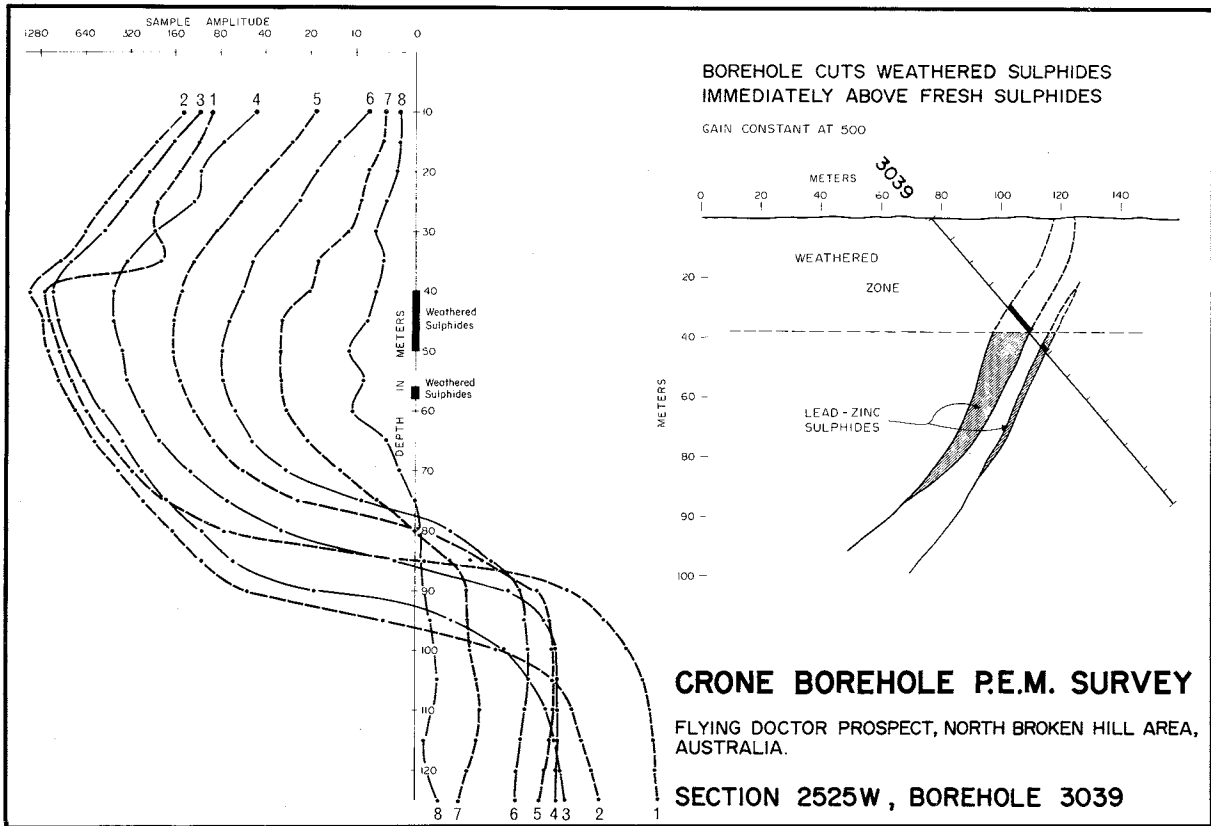 SAMPLE AMPLITUDE
1280 640 320 160 80 40 20 10 0
2 3 1 4 5 6 7 8
10
20
30
40
50
60
70
80
90
100
110
120
DEPTH IN METERS
Weathered
Sulphides
Weathered
Sulphides
8 7 6 5 4 3 2 1
BOREHOLE CUTS WEATHERED SULPHIDES
IMMEDIATELY ABOVE FRESH SULPHIDES
GAIN CONSTANT AT 500
3039
METERS
0 20 40 60 80 100 120 140
WEATHERED
ZONE
20
40
60
80
90
100
METERS
LEAD - ZINC
SULPHIDES
CRONE BOREHOLE P.E.M. SURVEY
FLYING DOCTOR PROSPECT, NORTH BROKEN HILL AREA,
AUSTRALIA.
SECTION 2525W, BOREHOLE 3039